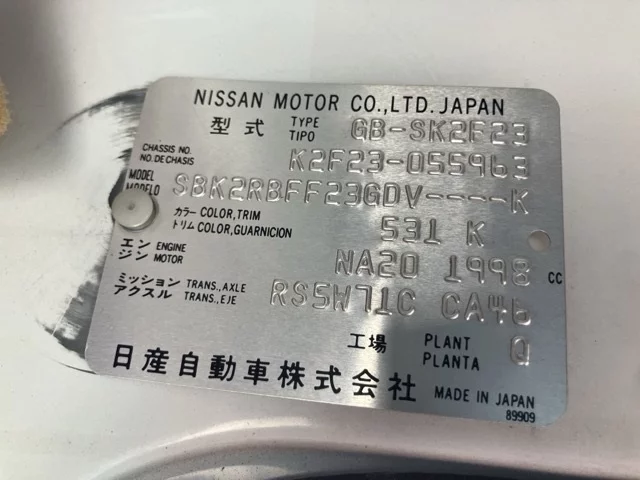 NISSAN MOTOR CO.,LTD. JAPAN
型式 TYPE TIPO GB-SK2F23
CHASSIS NO. NO. DE CHASIS K2F23-055963
MODEL MODELO SBK2RBFF23GDV----K
カラー COLOR, TRIM
トリム COLOR, GUARNICION 531 K
エンジン ENGINE MOTOR NA20 1998 CC
ミッション TRANS., AXLE
アクスル TRANS., EJE RS5W71C CA46
工場 PLANT PLANTA Q
日産自動車株式会社 MADE IN JAPAN
89909